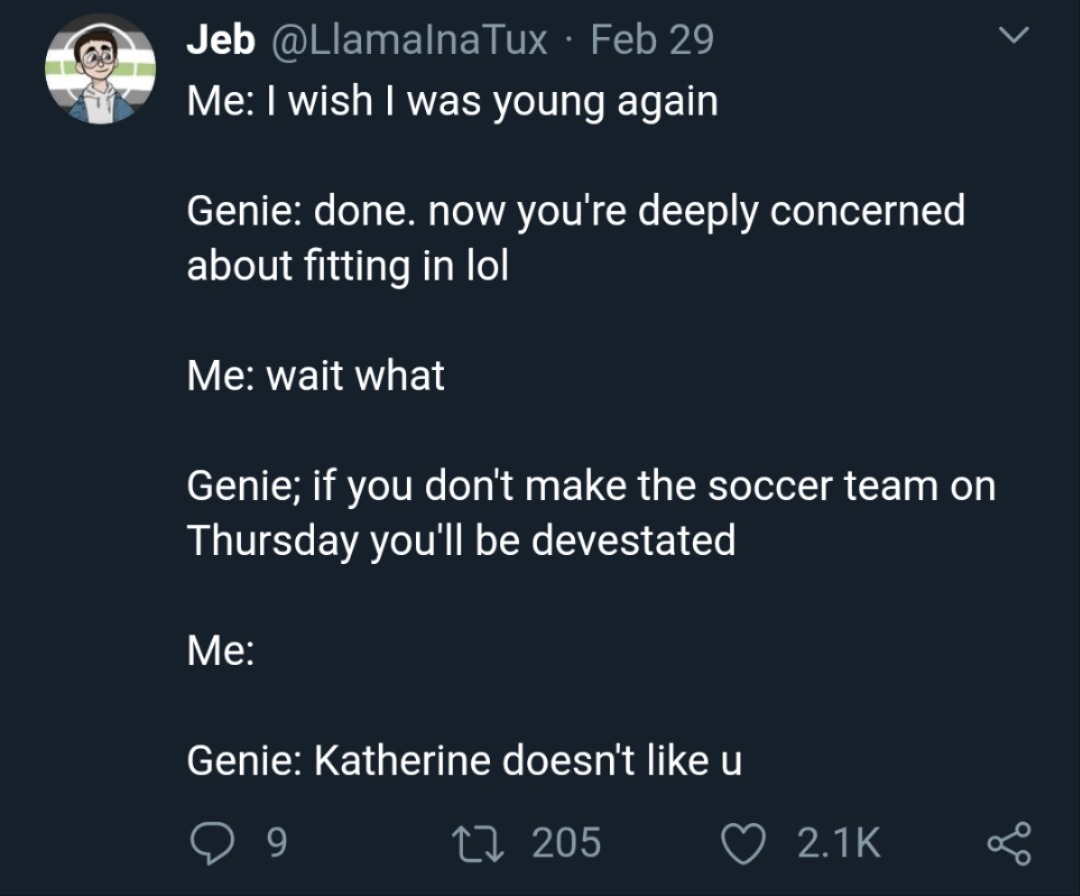 Jeb @LlamaInaTux · Feb 29
Me: I wish I was young again
Genie: done. now you're deeply concerned
about fitting in lol
Me: wait what
Genie; if you don't make the soccer team on
Thursday you'll be devestated
Me:
Genie: Katherine doesn't like u
9 205 2.1K